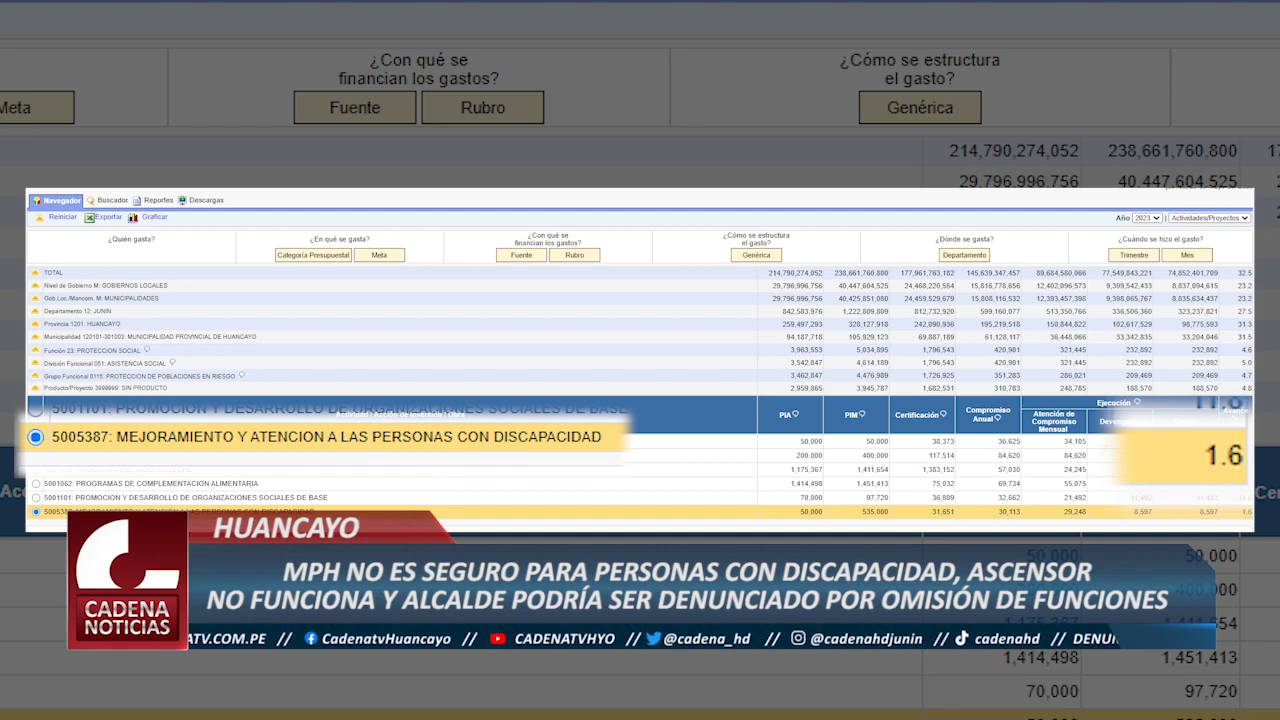 ¿Con qué se
financian los gastos?
¿Cómo se estructura
el gasto?
Meta
Fuente
Rubro
Genérica
214,790,274,052 238,661,760,800
29,796,996,756 40,447,604,525
Navegador Buscador Reportes Descargas
Reiniciar Exportar Graficar
Año 2023 | Actividades/Proyectos
¿Quién gasta?
¿En qué se gasta?
Categoría Presupuestal Meta
¿Con qué se
financian los gastos?
Fuente Rubro
¿Cómo se estructura
el gasto?
Genérica
¿Dónde se gasta?
Departamento
¿Cuándo se hizo el gasto?
Trimestre Mes
TOTAL 214,790,274,052 238,661,760,800 177,961,763,182 145,639,347,457 89,684,580,066 77,549,843,221 74,852,401,709 32.5
Nivel de Gobierno M: GOBIERNOS LOCALES 29,796,996,756 40,447,604,525 24,468,220,554 15,816,778,656 12,402,096,573 9,399,542,433 8,837,094,615 23.2
Gob.Loc./Mancom. M: MUNICIPALIDADES 29,796,996,756 40,425,851,080 24,459,529,679 15,808,116,532 12,393,457,398 9,398,065,767 8,835,634,437 23.2
Departamento 12: JUNIN 842,583,976 1,222,809,809 812,732,920 599,160,077 513,350,766 336,506,360 323,237,821 27.5
Provincia 1201: HUANCAYO 259,497,293 328,127,918 242,090,936 195,219,518 150,844,822 102,617,529 98,775,593 31.3
Municipalidad 120101-301003: MUNICIPALIDAD PROVINCIAL DE HUANCAYO 94,187,718 105,929,123 69,887,189 61,128,117 36,448,066 33,342,835 33,204,046 31.5
Función 23: PROTECCION SOCIAL 3,963,553 5,034,895 1,796,543 420,901 321,445 232,892 232,892 4.6
División Funcional 051: ASISTENCIA SOCIAL 3,542,847 4,614,189 1,796,543 420,901 321,445 232,892 232,892 5.0
Grupo Funcional 0115: PROTECCION DE POBLACIONES EN RIESGO 3,462,847 4,476,989 1,726,925 351,283 286,021 209,469 209,469 4.7
Producto/Proyecto 3999999: SIN PRODUCTO 2,959,865 3,945,787 1,682,531 310,783 248,785 188,570 188,570 4.8
5001101: PROMOCION Y DESARROLLO DE ORGANIZACIONES SOCIALES DE BASE 11.8
Actividad / Acción de Inversión / Obra
PIA PIM Certificación Compromiso
Anual
Ejecución
Atención de
Compromiso
Mensual
Avance
5005387: MEJORAMIENTO Y ATENCION A LAS PERSONAS CON DISCAPACIDAD 1.6
50,000 50,000 38,373 36,625 34,105
200,000 400,000 117,514 84,620 84,620
1,175,367 1,411,654 1,383,152 57,030 24,245
5001062: PROGRAMAS DE COMPLEMENTACION ALIMENTARIA 1,414,498 1,451,413 75,032 69,734 55,075
5001101: PROMOCION Y DESARROLLO DE ORGANIZACIONES SOCIALES DE BASE 70,000 97,720 36,809 32,662 21,492 11,492 11,492
50,000 535,000 31,651 30,113 29,248 8,597 8,597 1.6
HUANCAYO
MPH NO ES SEGURO PARA PERSONAS CON DISCAPACIDAD, ASCENSOR
NO FUNCIONA Y ALCALDE PODRÍA SER DENUNCIADO POR OMISIÓN DE FUNCIONES
CADENA
NOTICIAS
ATV.COM.PE // CadenatvHuancayo // CADENATVHYO // @cadena_hd // @cadenahdjunin // cadenahd // DENU
50,000 50,000
1,414,498 1,451,413
70,000 97,720